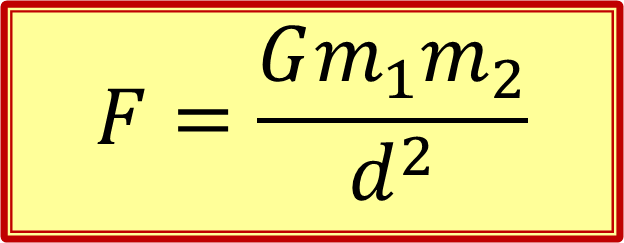 F = Gm₁m₂ / d²